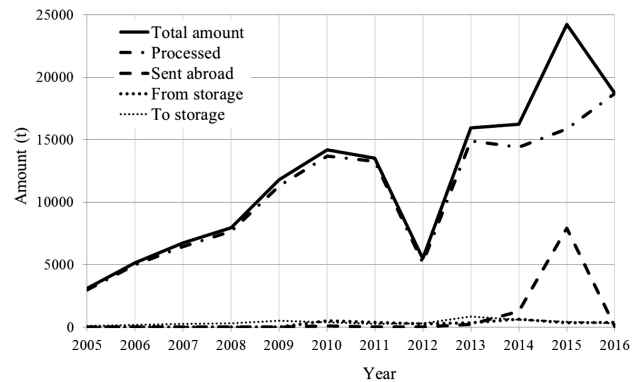 25000
20000
15000
10000
5000
0
Amount (t)
Total amount
Processed
Sent abroad
From storage
To storage
2005 2006 2007 2008 2009 2010 2011 2012 2013 2014 2015 2016
Year